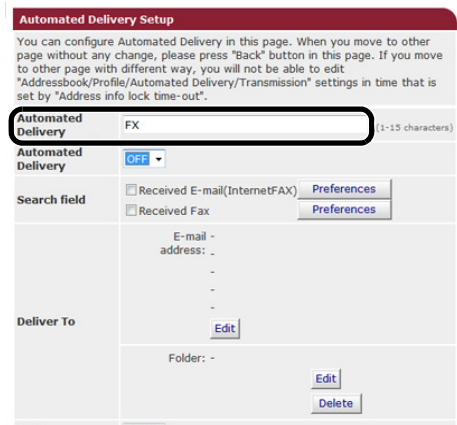 Automated Delivery Setup
You can configure Automated Delivery in this page. When you move to other
page without any change, please press "Back" button in this page. If you move
to other page with different way, you will not be able to edit
"Addressbook/Profile/Automated Delivery/Transmission" settings in time that is
set by "Address info lock time-out".
Automated
Delivery
FX
(1-15 characters)
Automated
Delivery
OFF
Search field
Received E-mail(InternetFAX)
Preferences
Received Fax
Preferences
Deliver To
E-mail -
address: -
-
-
-
Edit
Folder: -
Edit
Delete